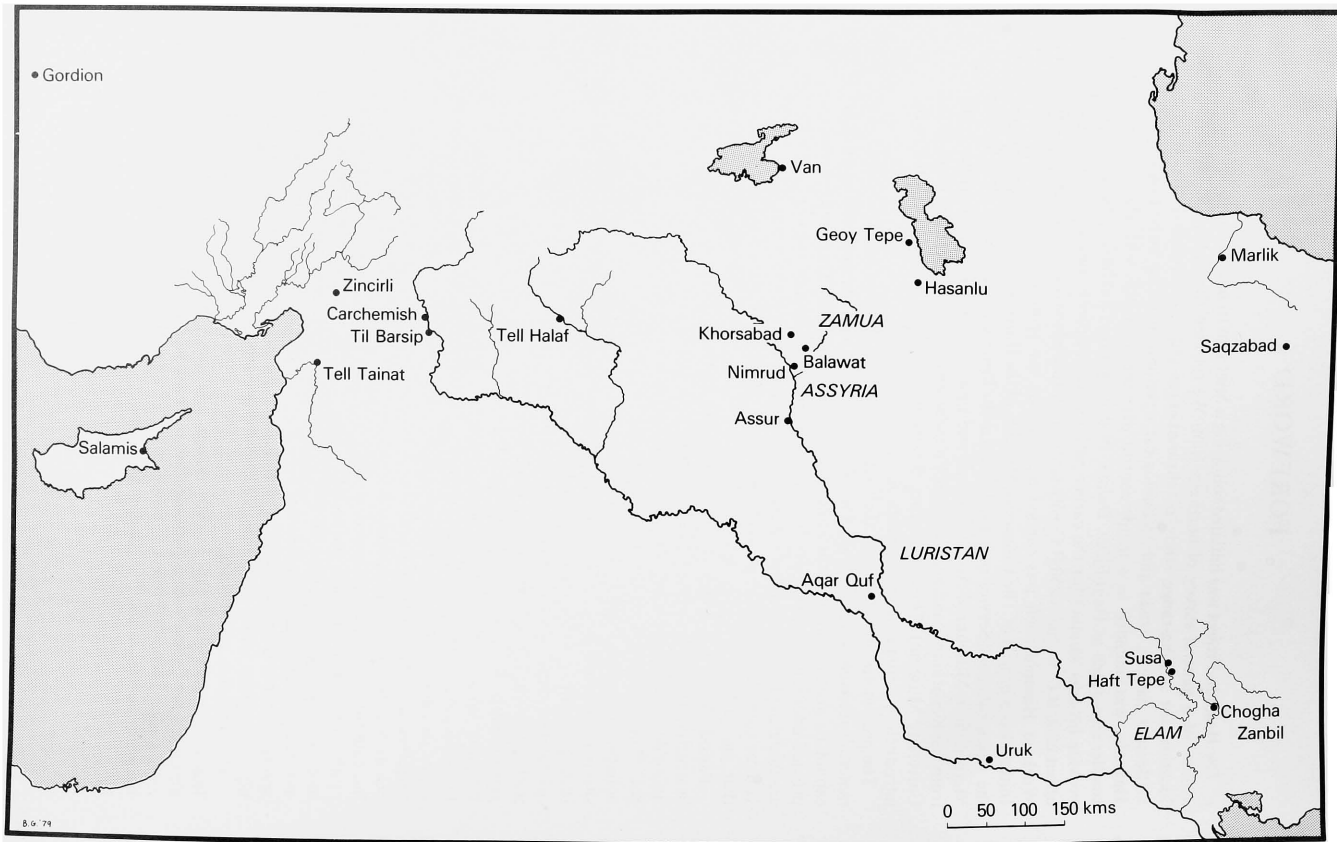 Gordion
Van
Geoy Tepe
Marlik
Hasanlu
Zincirli
Carchemish
Til Barsip
Tell Halaf
ZAMUA
Khorsabad
Saqzabad
Balawat
Nimrud
Tell Tainat
ASSYRIA
Assur
Salamis
LURISTAN
Aqar Quf
Susa
Haft Tepe
Chogha
Zanbil
ELAM
Uruk
0 50 100 150 kms
B.G.'79